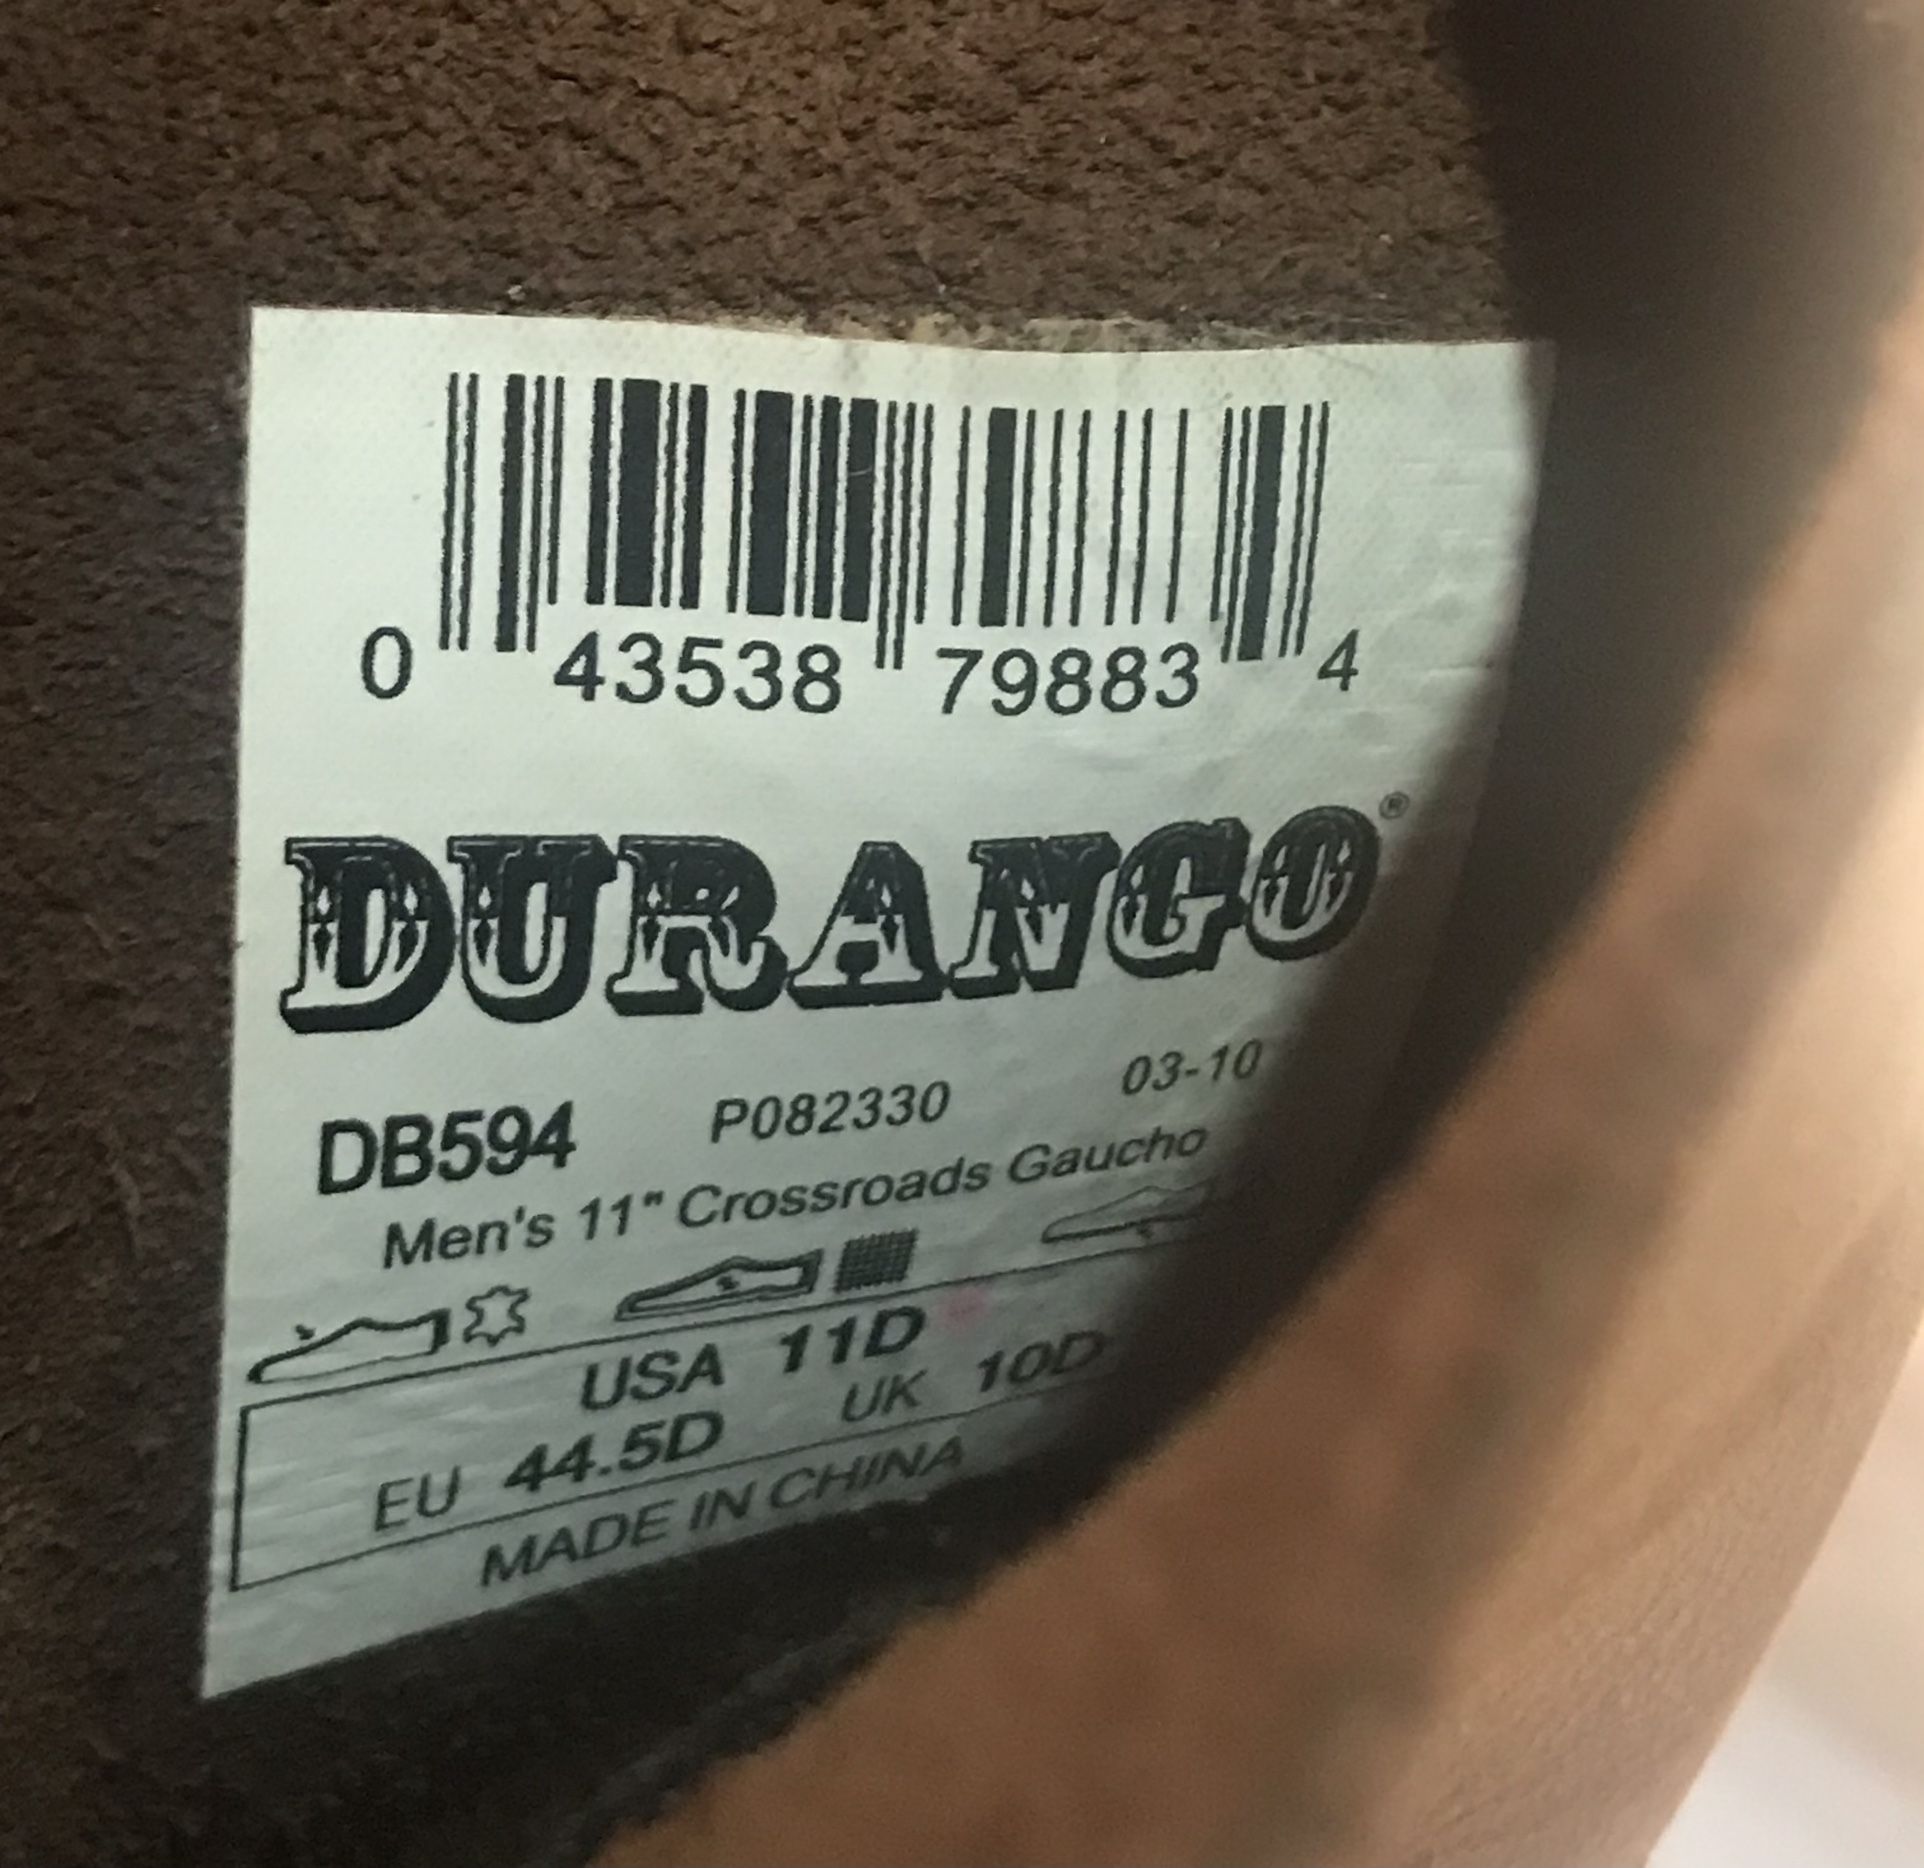 0 43538 79883 4
DURANGO®
DB594 P082330 03-10
Men's 11" Crossroads Gaucho
USA 11D
EU 44.5D UK 10D
MADE IN CHINA